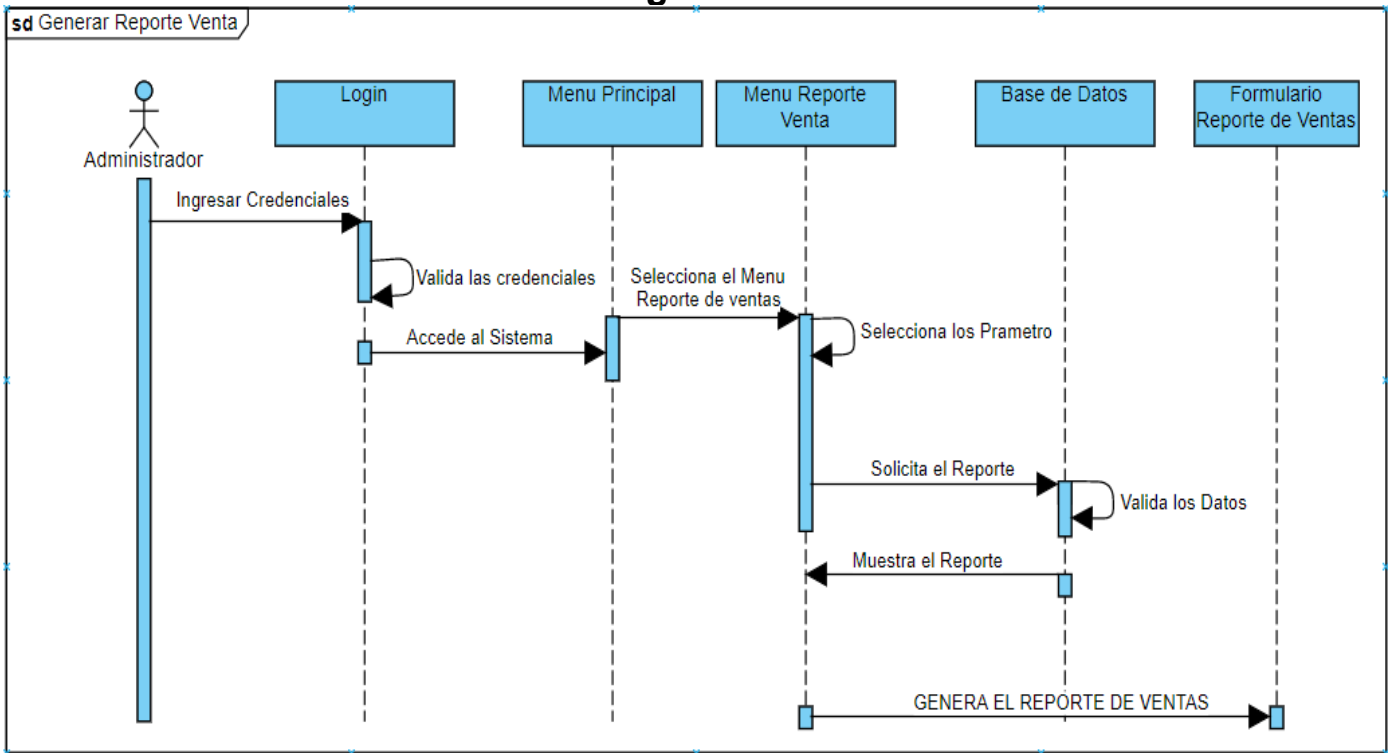 sd Generar Reporte Venta
Administrador
Login
Menu Principal
Menu Reporte
Venta
Base de Datos
Formulario
Reporte de Ventas
Ingresar Credenciales
Valida las credenciales
Selecciona el Menu
Reporte de ventas
Accede al Sistema
Selecciona los Prametro
Solicita el Reporte
Valida los Datos
Muestra el Reporte
GENERA EL REPORTE DE VENTAS